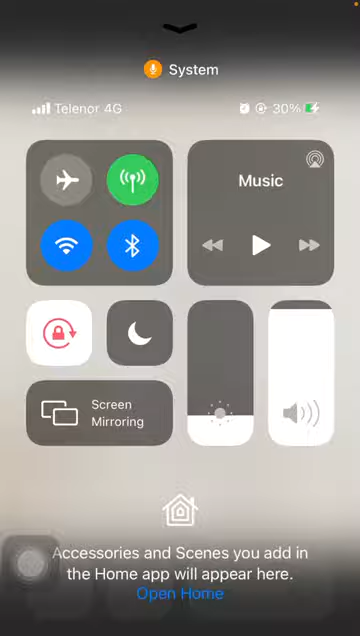 System
Telenor 4G
30%
Music
Screen
Mirroring
Accessories and Scenes you add in
the Home app will appear here.
Open Home